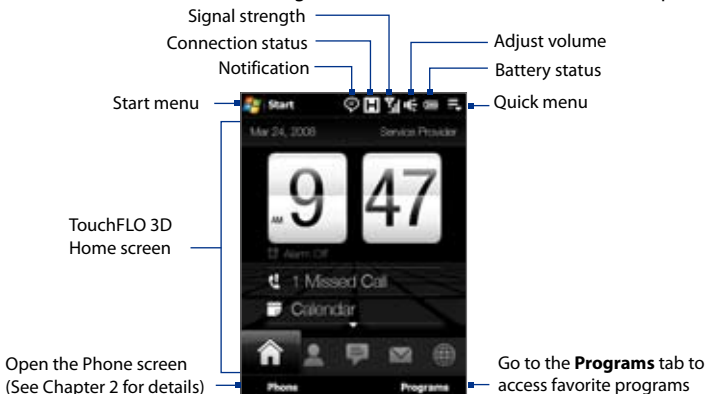 Signal strength
Connection status
Notification
Adjust volume
Battery status
Start menu
Quick menu
Start
H
Mar 24, 2008
Service Provider
AM
9
47
Alarm Off
1 Missed Call
Calendar
TouchFLO 3D
Home screen
Phone
Programs
Open the Phone screen
(See Chapter 2 for details)
Go to the Programs tab to
access favorite programs